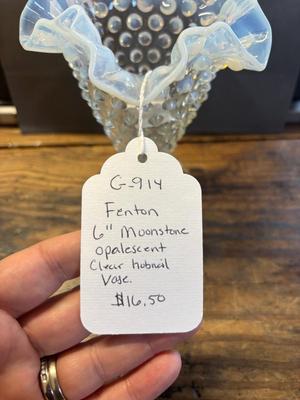 G-914
Fenton
6" Moonstone
opalescent
Clear hobnail
Vase.
$16.50